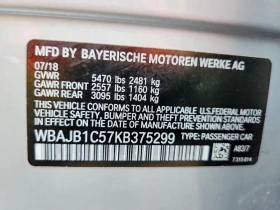 MFD BY BAYERISCHE MOTOREN WERKE AG
07/18
GVWR 5470 lbs 2481 kg
GAWR FRONT 2557 lbs 1160 kg
GAWR REAR 3095 lbs 1404 kg
THIS VEHICLE CONFORMS TO ALL APPLICABLE FEDERAL MOTOR VEHICLE SAFETY,
BUMPER, AND THEFT PREVENTION STANDARDS
IN EFFECT ON THE DATE OF MANUFACTURE SHOWN ABOVE.
WBAJB1C57KB375299 TYPE: PASSENGER CAR
A83/7